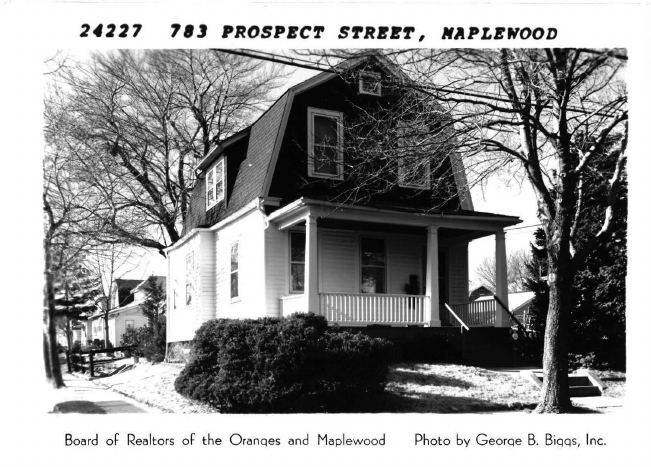 24227 783 PROSPECT STREET, MAPLEWOOD
Board of Realtors of the Oranges and Maplewood Photo by George B. Biggs, Inc.